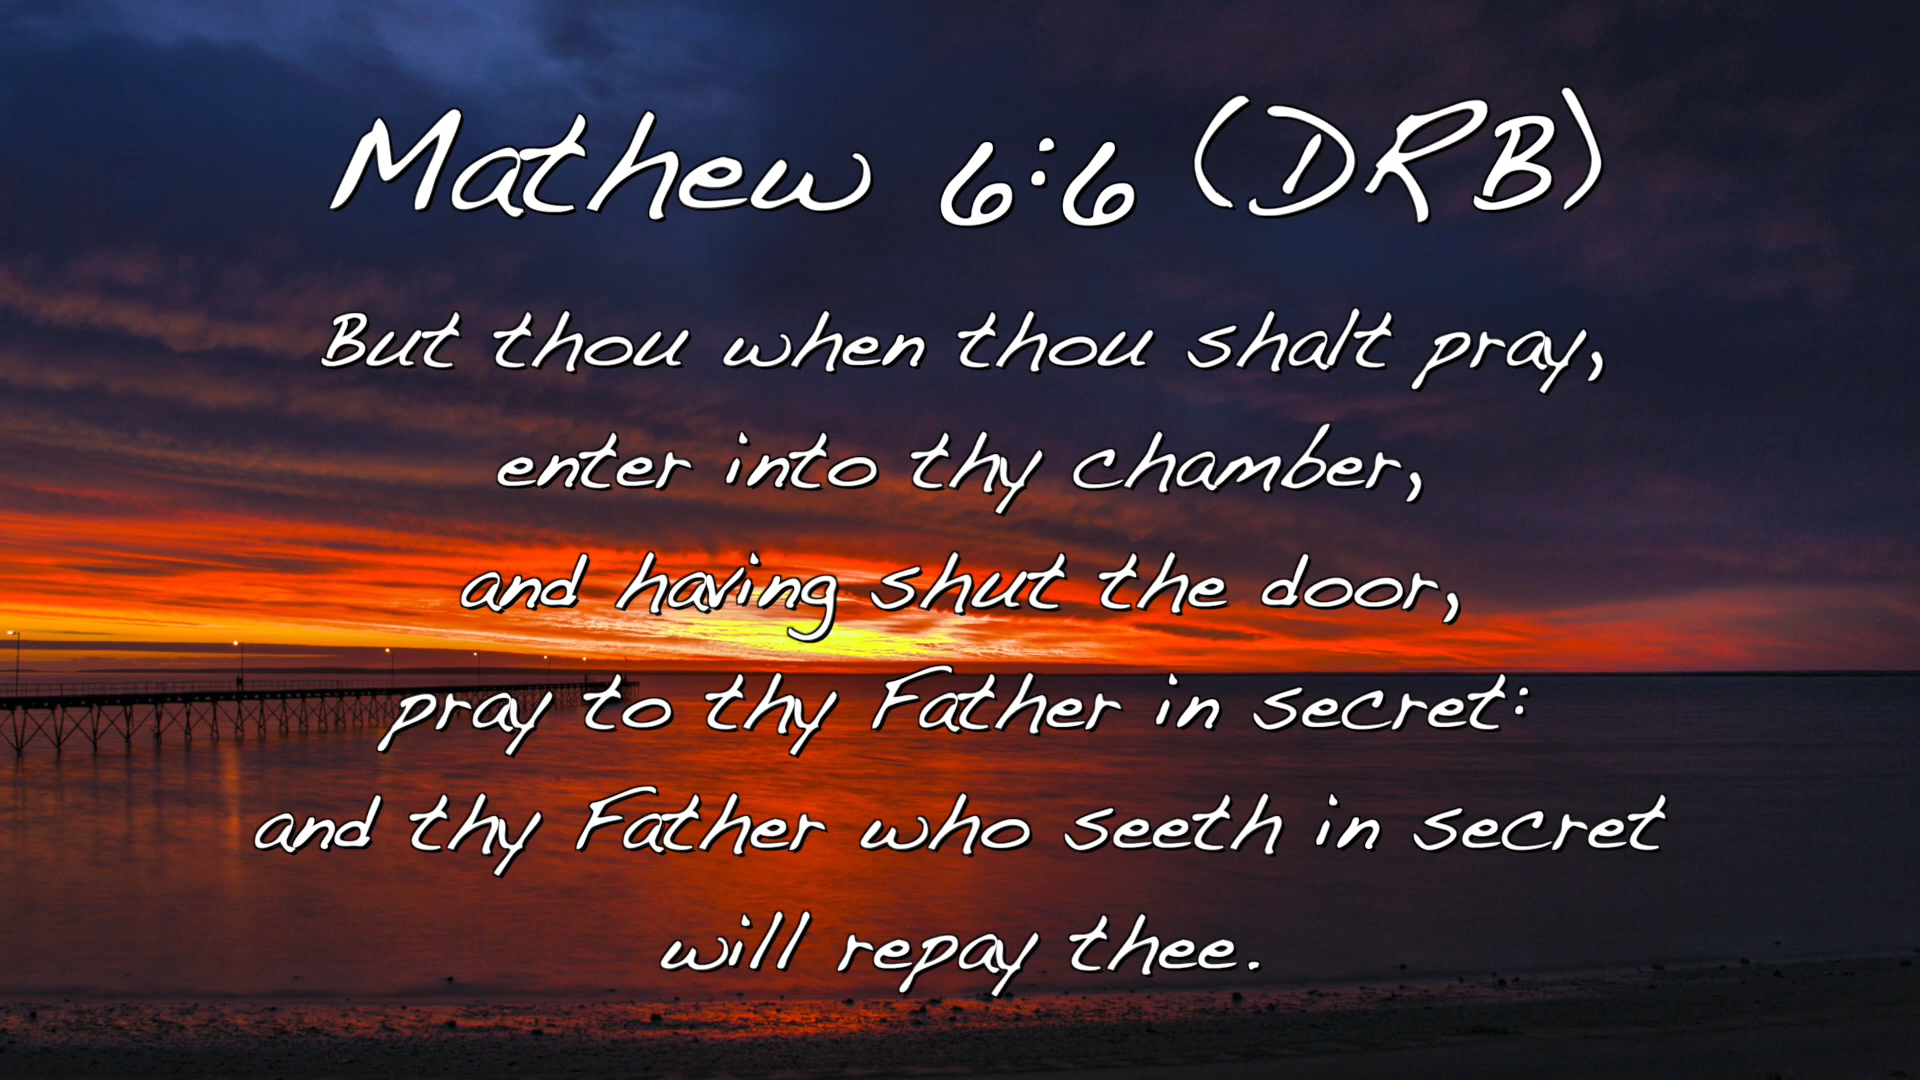 Mathew 6:6 (DRB)
But thou when thou shalt pray,
enter into thy chamber,
and having shut the door,
pray to thy Father in secret:
and thy Father who seeth in secret
will repay thee.